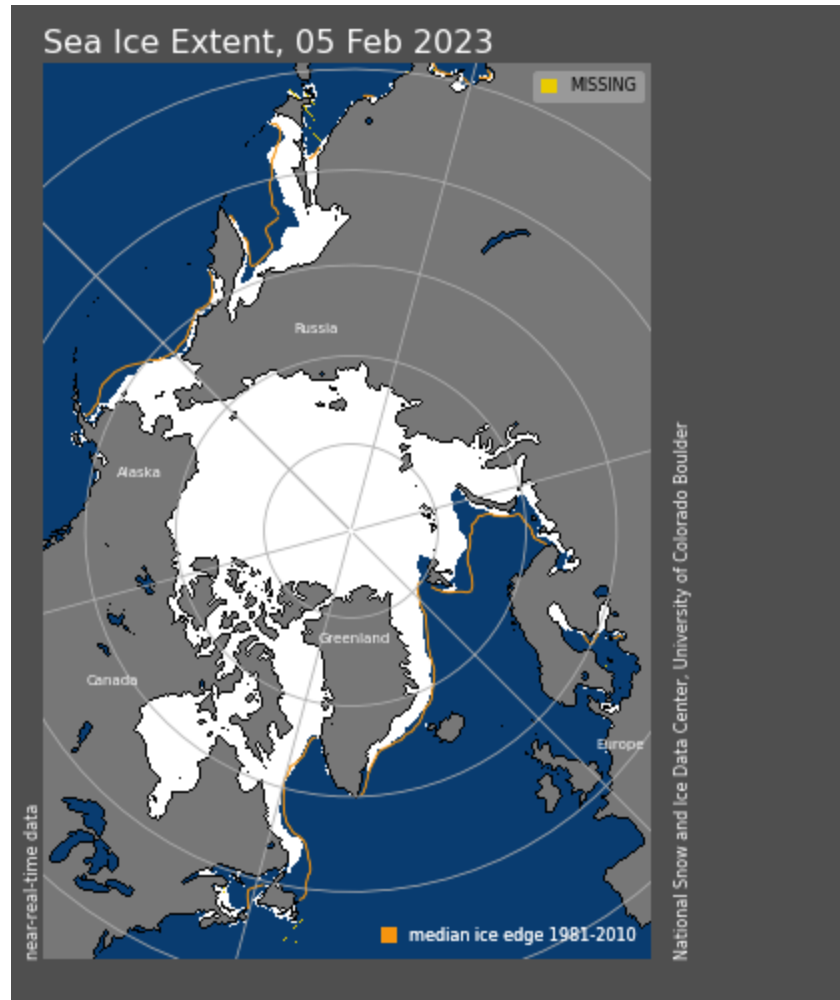 Sea Ice Extent, 05 Feb 2023
MISSING
Russia
Alaska
Greenland
Canada
Europe
median ice edge 1981-2010
near-real-time data
National Snow and Ice Data Center, University of Colorado Boulder